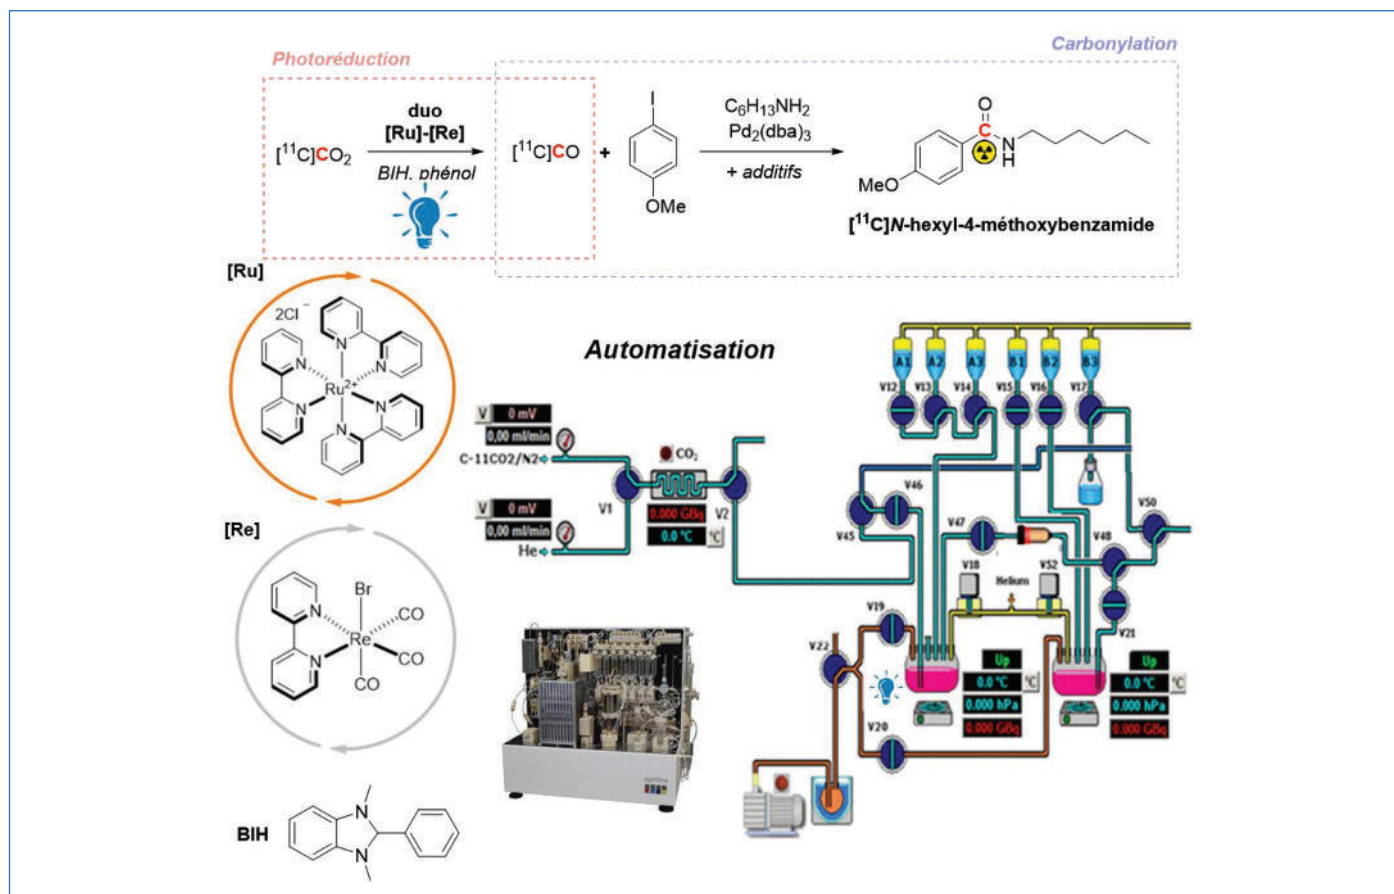 Photoréduction
Carbonylation
duo
[Ru]-[Re]
[¹¹C]CO₂
BIH, phénol
[¹¹C]CO
+
I
OMe
C₆H₁₃NH₂
Pd₂(dba)₃
+ additifs
O
C
N
H
MeO
[¹¹C]N-hexyl-4-méthoxybenzamide
[Ru]
2Cl⁻
N
N
N
N
N
N
Ru²⁺
Automatisation
A1
A2
A3
B1
B2
B3
V12
V13
V14
V15
V16
V17
V
0 mV
0,00 ml/min
C-11CO2/N2
CO₂
V1
V2
0.000 GBq
0.0 °C
°C
V
0 mV
0,00 ml/min
He
V46
V45
V47
V50
V48
V18
Helium
V52
V19
V21
V22
V20
Up
0.0 °C
°C
0.000 hPa
0.000 GBq
Up
0.0 °C
°C
0.000 hPa
0.000 GBq
[Re]
Br
N
N
Re
CO
CO
CO
synthra
BIH
N
N